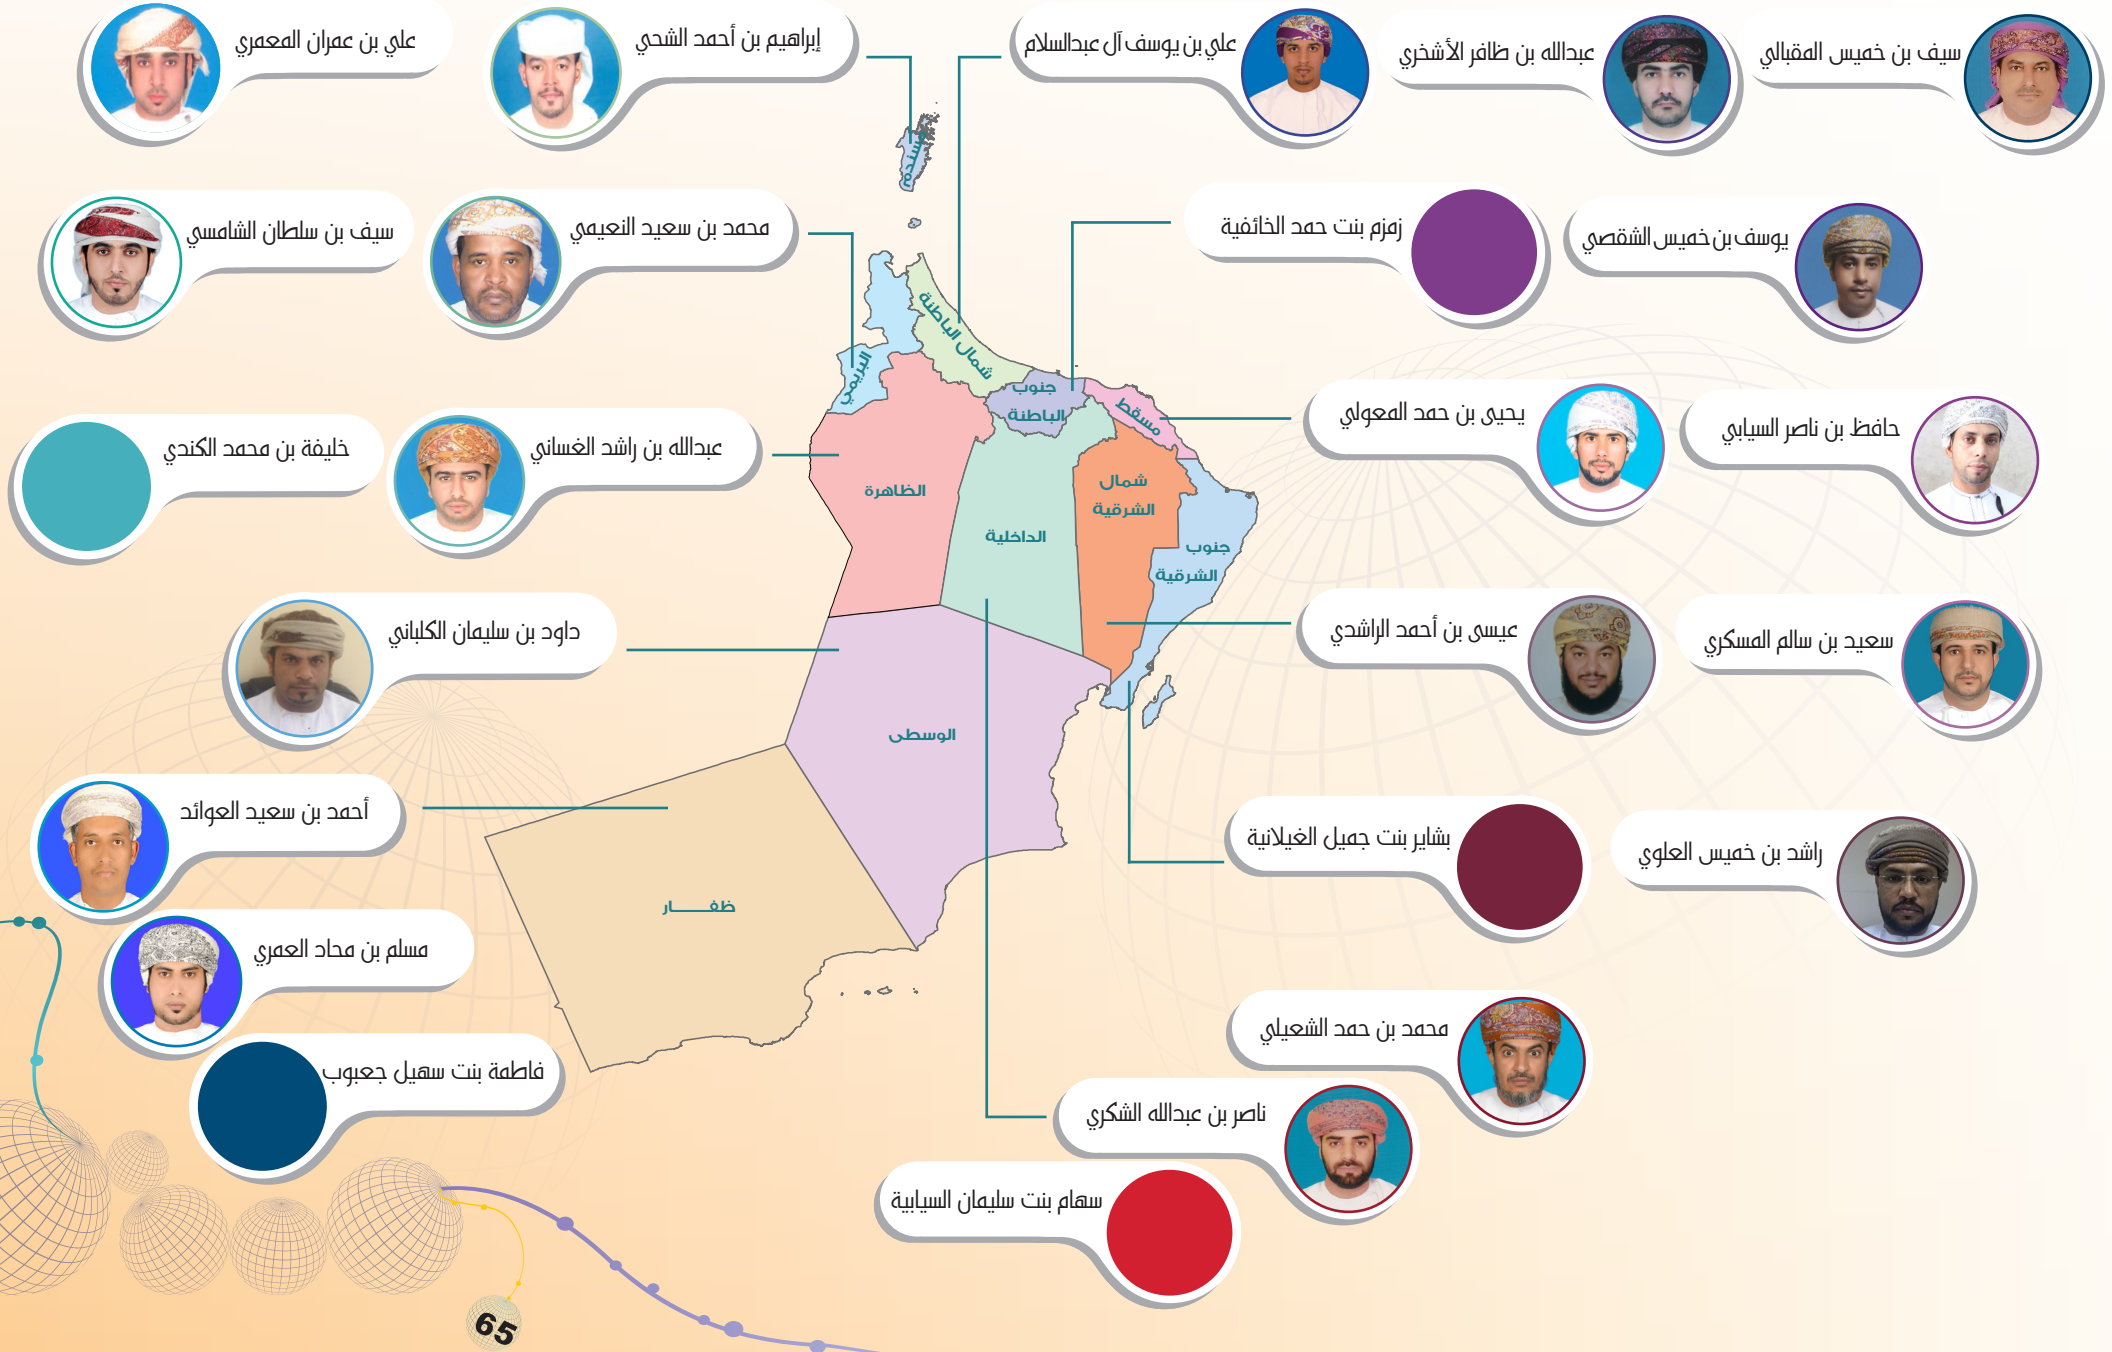 سيف بن خميس المقبالي
عبدالله بن ظافر الأشخري
علي بن يوسف آل عبدالسلام
إبراهيم بن أحمد الشحي
علي بن عمران المعمري
مسندم
يوسف بن خميس الشقصي
زمزم بنت حمد الخائفية
محمد بن سعيد النعيمي
سيف بن سلطان الشامسي
شمال الباطنة
البريمي
جنوب
الباطنة
مسقط
حافظ بن ناصر السيابي
يحيى بن حمد المعولي
عبدالله بن راشد الغساني
خليفة بن محمد الكندي
شمال
الشرقية
الظاهرة
الداخلية
جنوب
الشرقية
سعيد بن سالم المسكري
عيسى بن أحمد الراشدي
داود بن سليمان الكلباني
الوسطى
راشد بن خميس العلوي
بشاير بنت جميل الغيلانية
أحمد بن سعيد العوائد
ظفـــــار
مسلم بن محاد العمري
محمد بن حمد الشعيلي
فاطمة بنت سهيل جعبوب
ناصر بن عبدالله الشكري
سهام بنت سليمان السيابية
65